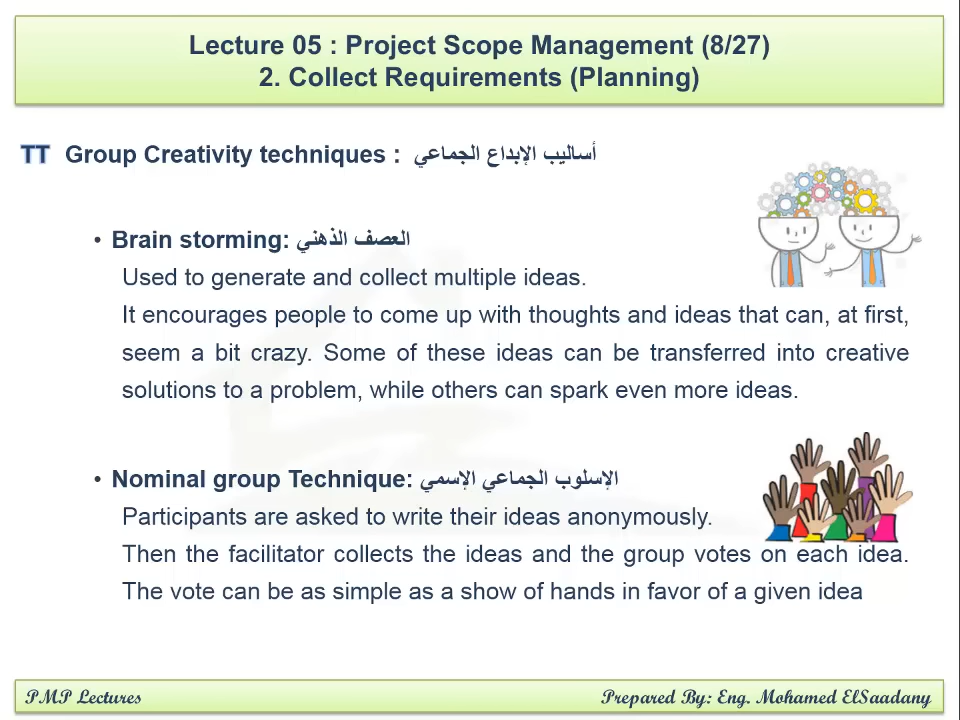 Lecture 05 : Project Scope Management (8/27)
2. Collect Requirements (Planning)
TT Group Creativity techniques : أساليب الإبداع الجماعي
• Brain storming: العصف الذهني
Used to generate and collect multiple ideas.
It encourages people to come up with thoughts and ideas that can, at first,
seem a bit crazy. Some of these ideas can be transferred into creative
solutions to a problem, while others can spark even more ideas.
• Nominal group Technique: الإسلوب الجماعي الإسمي
Participants are asked to write their ideas anonymously.
Then the facilitator collects the ideas and the group votes on each idea.
The vote can be as simple as a show of hands in favor of a given idea
PMP Lectures
Prepared By: Eng. Mohamed ElSaadany